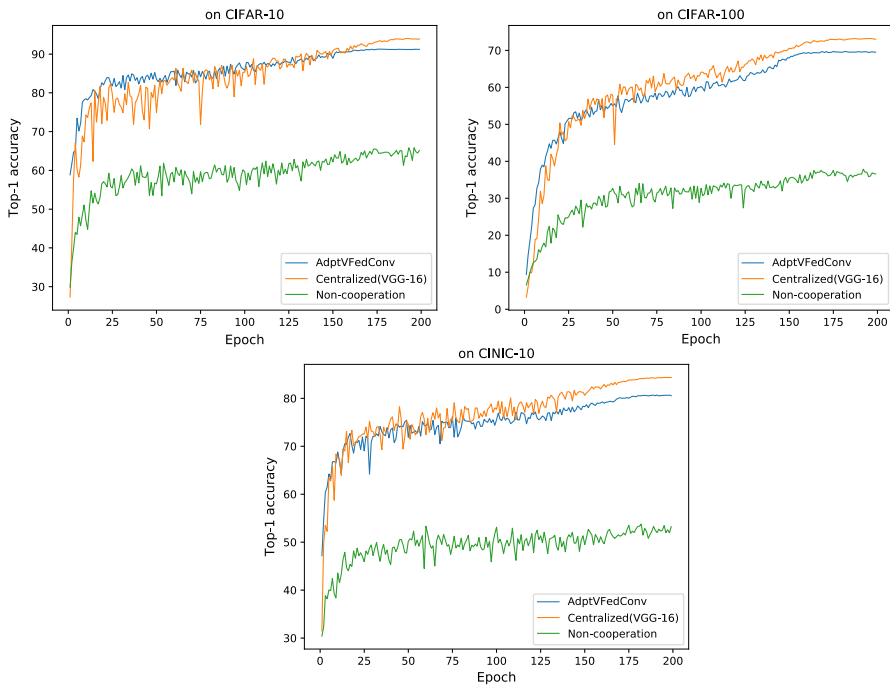 on CIFAR-10
Top-1 accuracy
90
80
70
60
50
40
30
AdptVFedConv
Centralized(VGG-16)
Non-cooperation
0 25 50 75 100 125 150 175 200
Epoch
on CIFAR-100
Top-1 accuracy
70
60
50
40
30
20
10
0
AdptVFedConv
Centralized(VGG-16)
Non-cooperation
0 25 50 75 100 125 150 175 200
Epoch
on CINIC-10
Top-1 accuracy
80
70
60
50
40
30
AdptVFedConv
Centralized(VGG-16)
Non-cooperation
0 25 50 75 100 125 150 175 200
Epoch